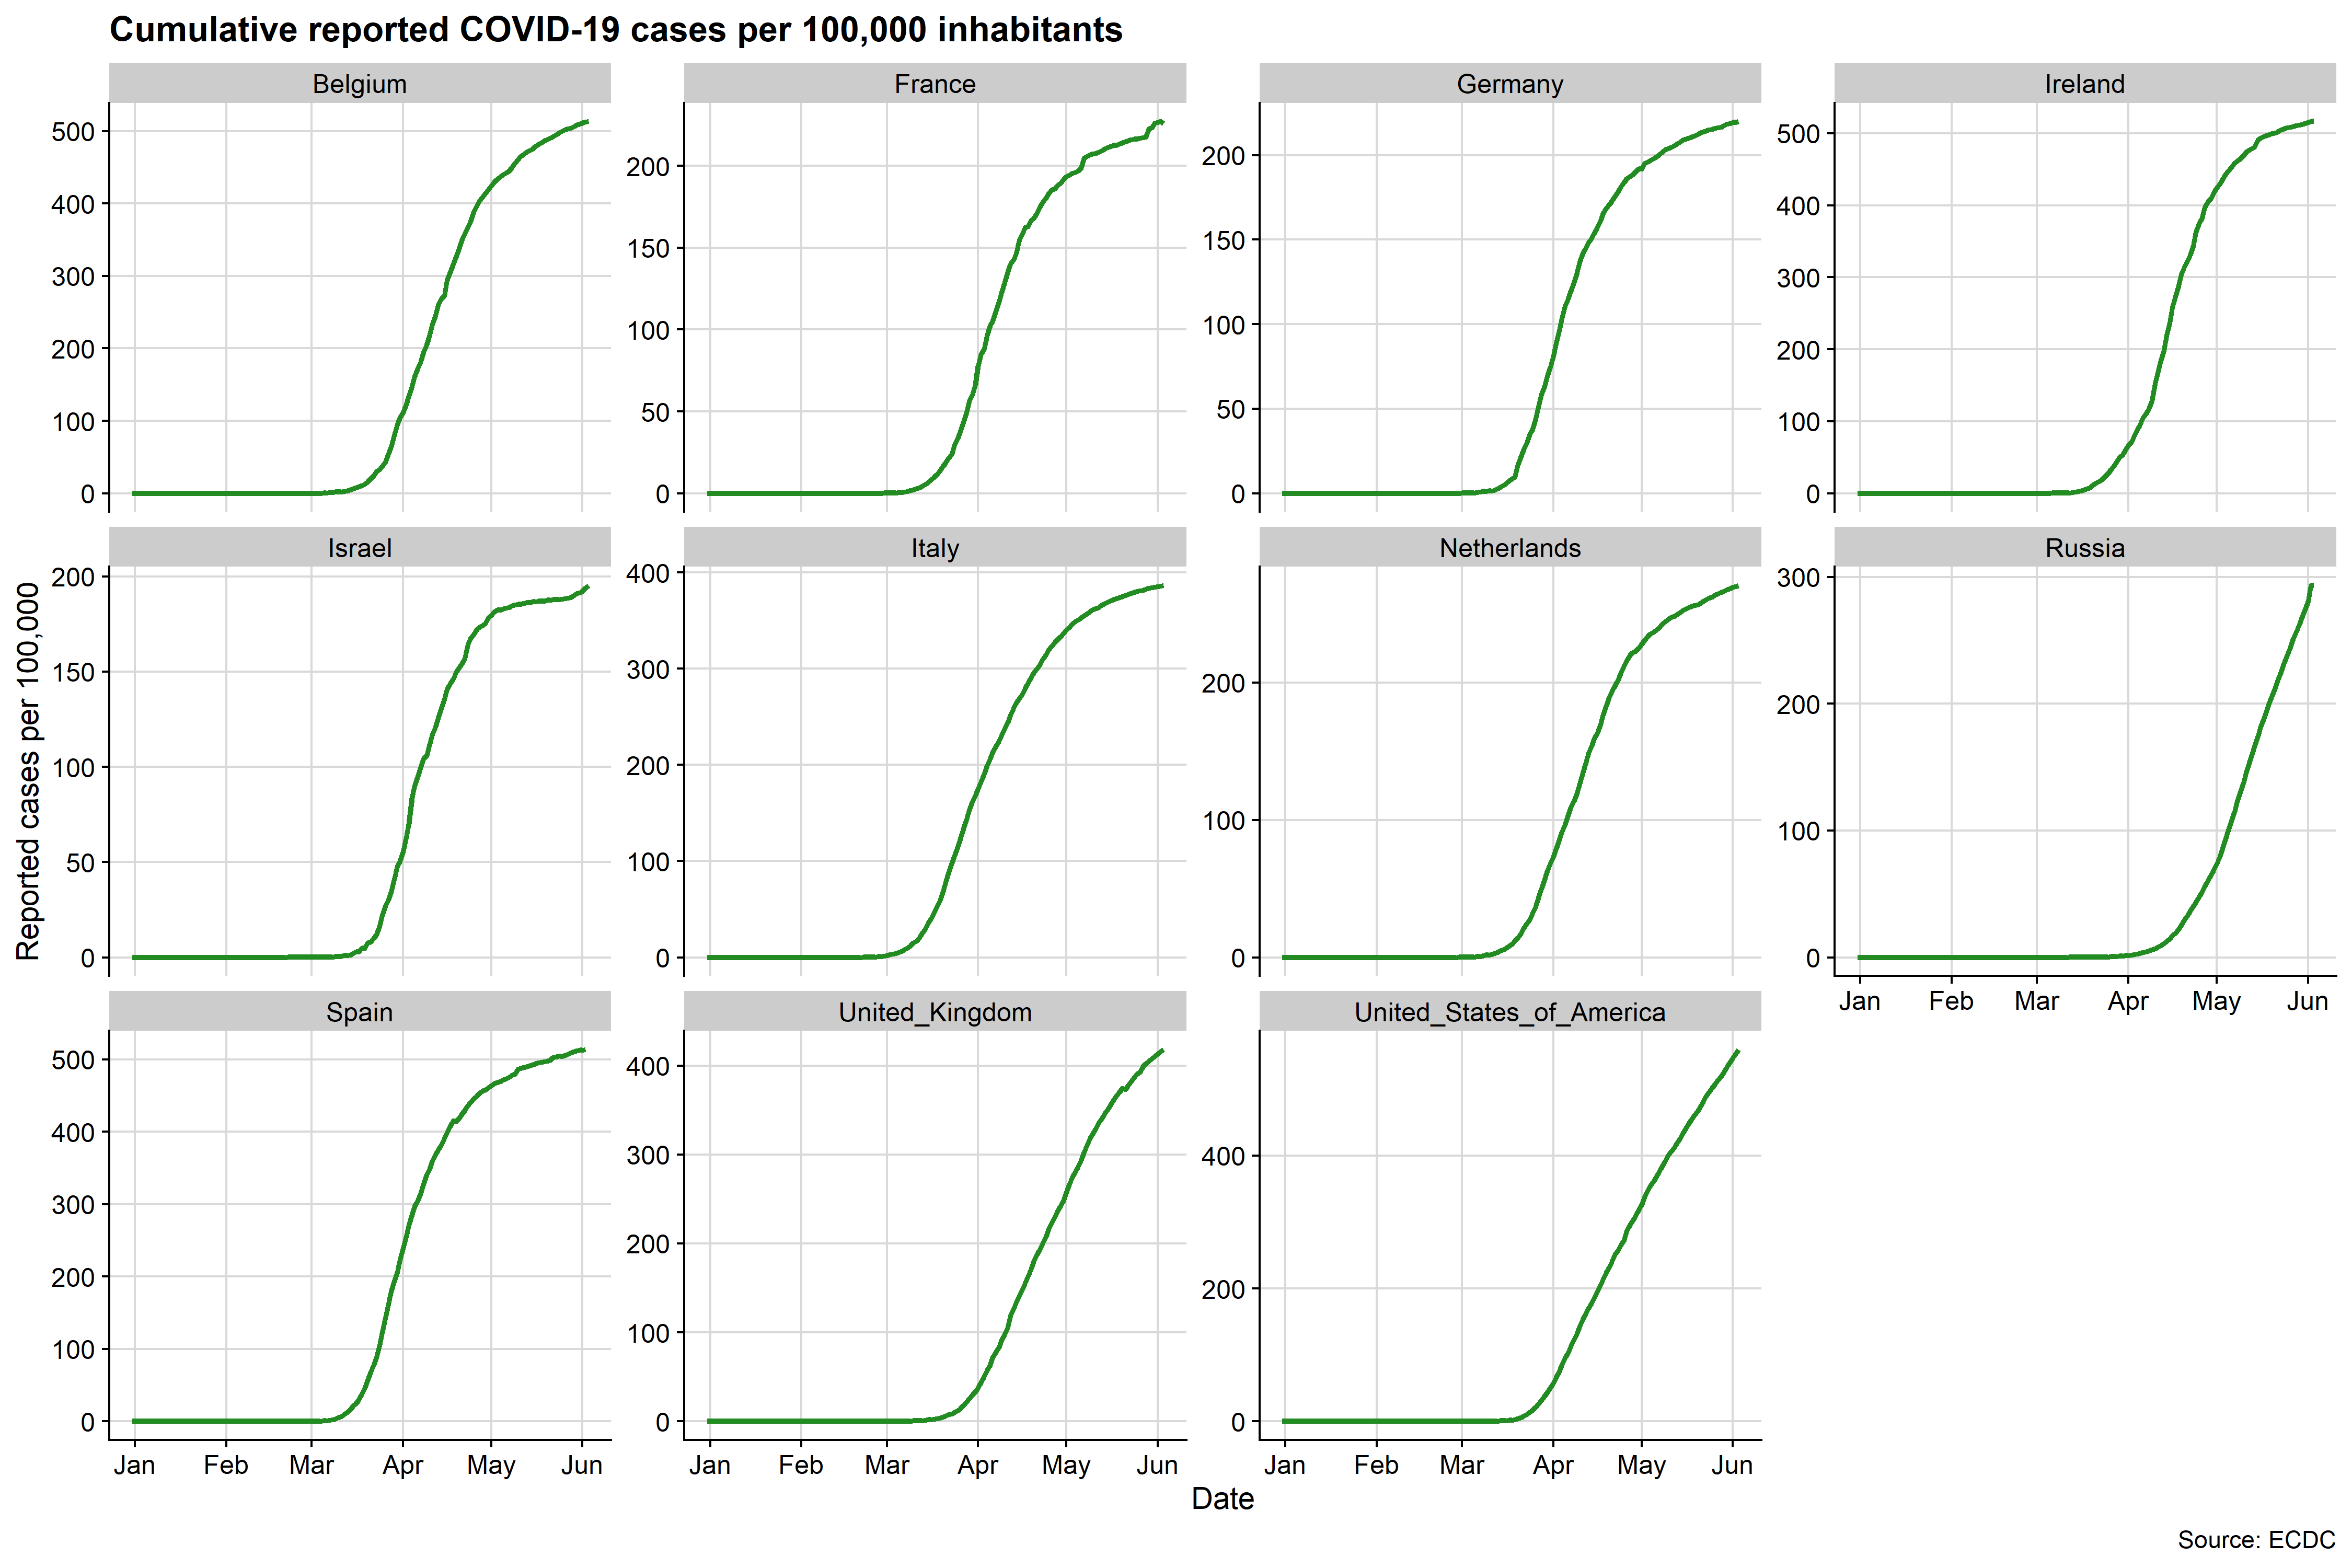 Cumulative reported COVID-19 cases per 100,000 inhabitants
Belgium
France
Germany
Ireland
500
400
300
200
100
0
200
150
100
50
0
200
150
100
50
0
500
400
300
200
100
0
Israel
Italy
Netherlands
Russia
200
150
100
50
0
400
300
200
100
0
200
100
0
300
200
100
0
Jan Feb Mar Apr May Jun
Spain
United_Kingdom
United_States_of_America
500
400
300
200
100
0
400
300
200
100
0
400
200
0
Jan Feb Mar Apr May Jun
Jan Feb Mar Apr May Jun
Jan Feb Mar Apr May Jun
Reported cases per 100,000
Date
Source: ECDC